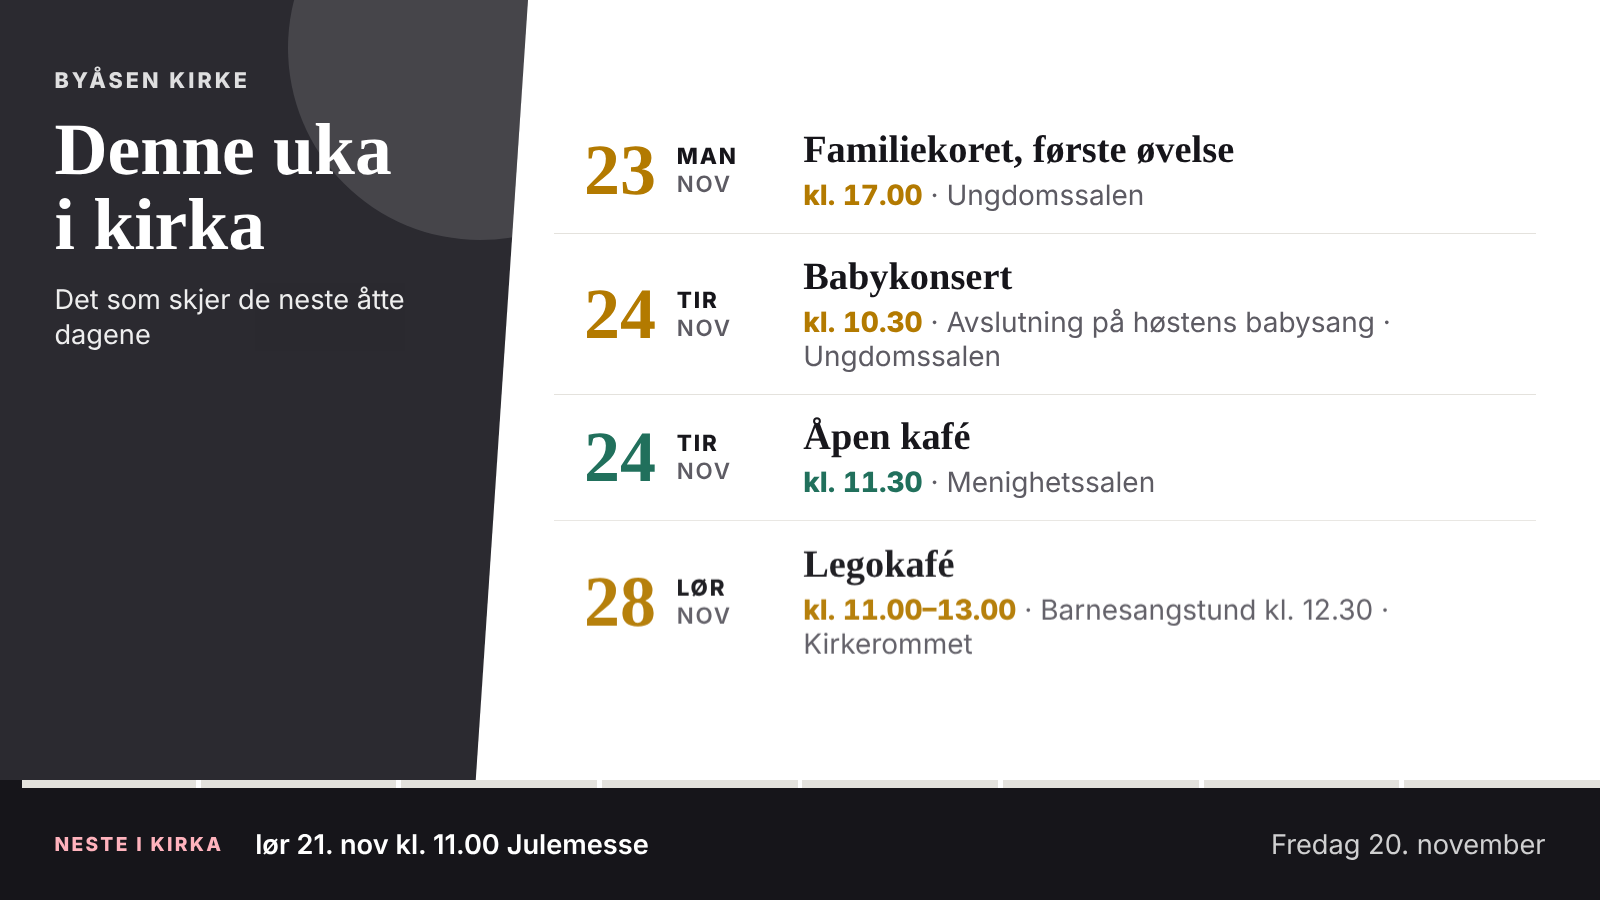 BYÅSEN KIRKE
Denne uka
i kirka
Det som skjer de neste åtte
dagene
23 MAN NOV
Familiekoret, første øvelse
kl. 17.00 · Ungdomssalen
24 TIR NOV
Babykonsert
kl. 10.30 · Avslutning på høstens babysang ·
Ungdomssalen
24 TIR NOV
Åpen kafé
kl. 11.30 · Menighetssalen
28 LØR NOV
Legokafé
kl. 11.00–13.00 · Barnesangstund kl. 12.30 ·
Kirkerommet
NESTE I KIRKA lør 21. nov kl. 11.00 Julemesse
Fredag 20. november